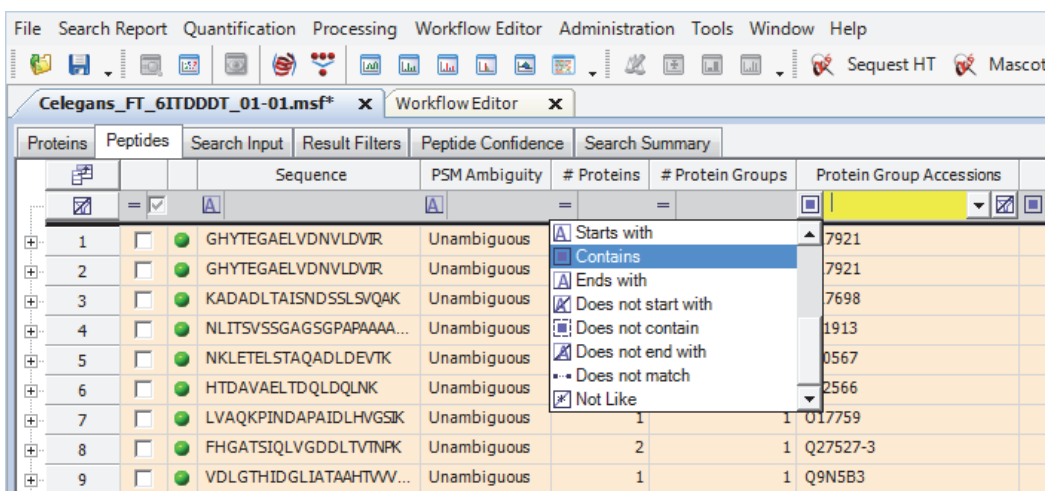 File Search Report Quantification Processing Workflow Editor Administration Tools Window Help
Sequest HT Mascot
Celegans_FT_6ITDDDT_01-01.msf* x Workflow Editor x
Proteins Peptides Search Input Result Filters Peptide Confidence Search Summary
Sequence PSM Ambiguity # Proteins # Protein Groups Protein Group Accessions
= A A = =
1 GHYTEGAELVDNVLDVIR Unambiguous A Starts with 7921
2 GHYTEGAELVDNVLDVIR Unambiguous Contains 7921
A Ends with
3 KADADLTAISNDSSLSVQAK Unambiguous Does not start with 7698
4 NLITSVSSGAGSGPAPAAAA... Unambiguous Does not contain 1913
5 NKLETELSTAQADLDEVTK Unambiguous Does not end with 0567
6 HTDAVAELTDQLDQLNK Unambiguous Does not match 2566
Not Like
7 LVAQKPINDAPAIDLHVGSIK Unambiguous 1 1 O17759
8 FHGATSIQLVGDDLTVTNPK Unambiguous 2 1 Q27527-3
9 VDLGTHIDGLIATAAHTVVV... Unambiguous 1 1 Q9N5B3